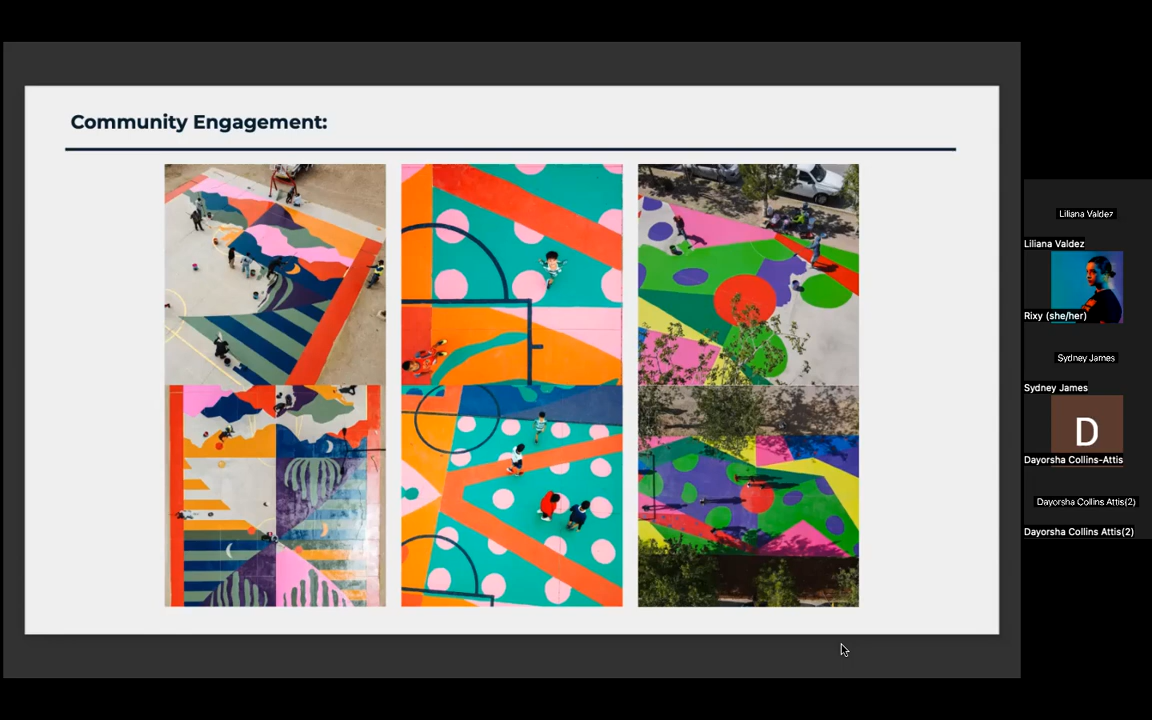 Community Engagement:
Liliana Valdez
Liliana Valdez
Rixy (she/her)
Sydney James
Sydney James
D
Dayorsha Collins-Attis
Dayorsha Collins Attis(2)
Dayorsha Collins Attis(2)